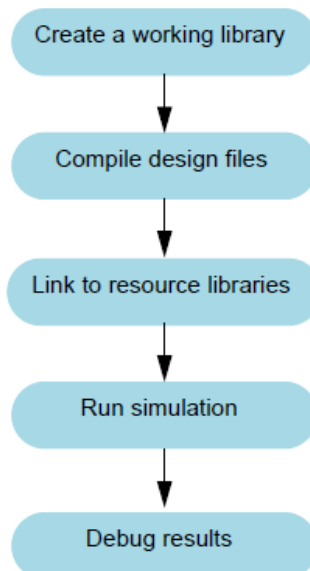 Create a working library
Compile design files
Link to resource libraries
Run simulation
Debug results